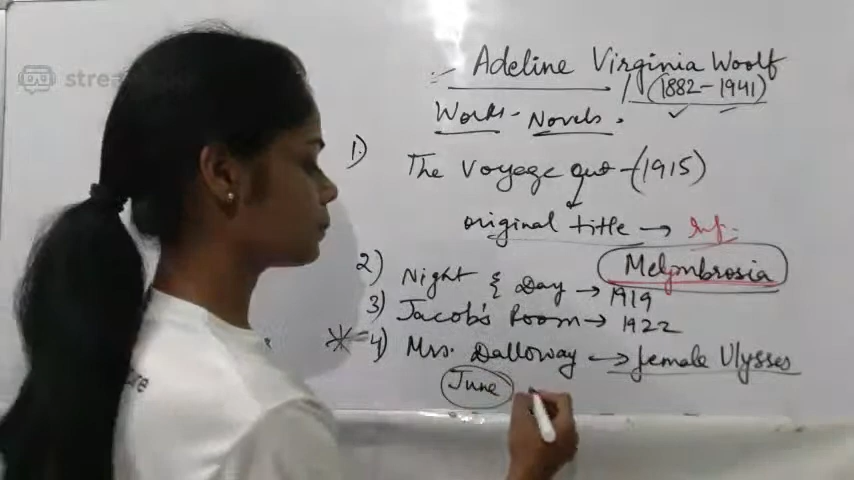 Adeline Virginia Woolf
(1882-1941)
Works - Novels.
1) The Voyage out - (1915)
original title → Inf.
Melymbrosia
2) Night & Day → 1919
3) Jacob's Room → 1922
4) Mrs. Dalloway → female Ulysses
June